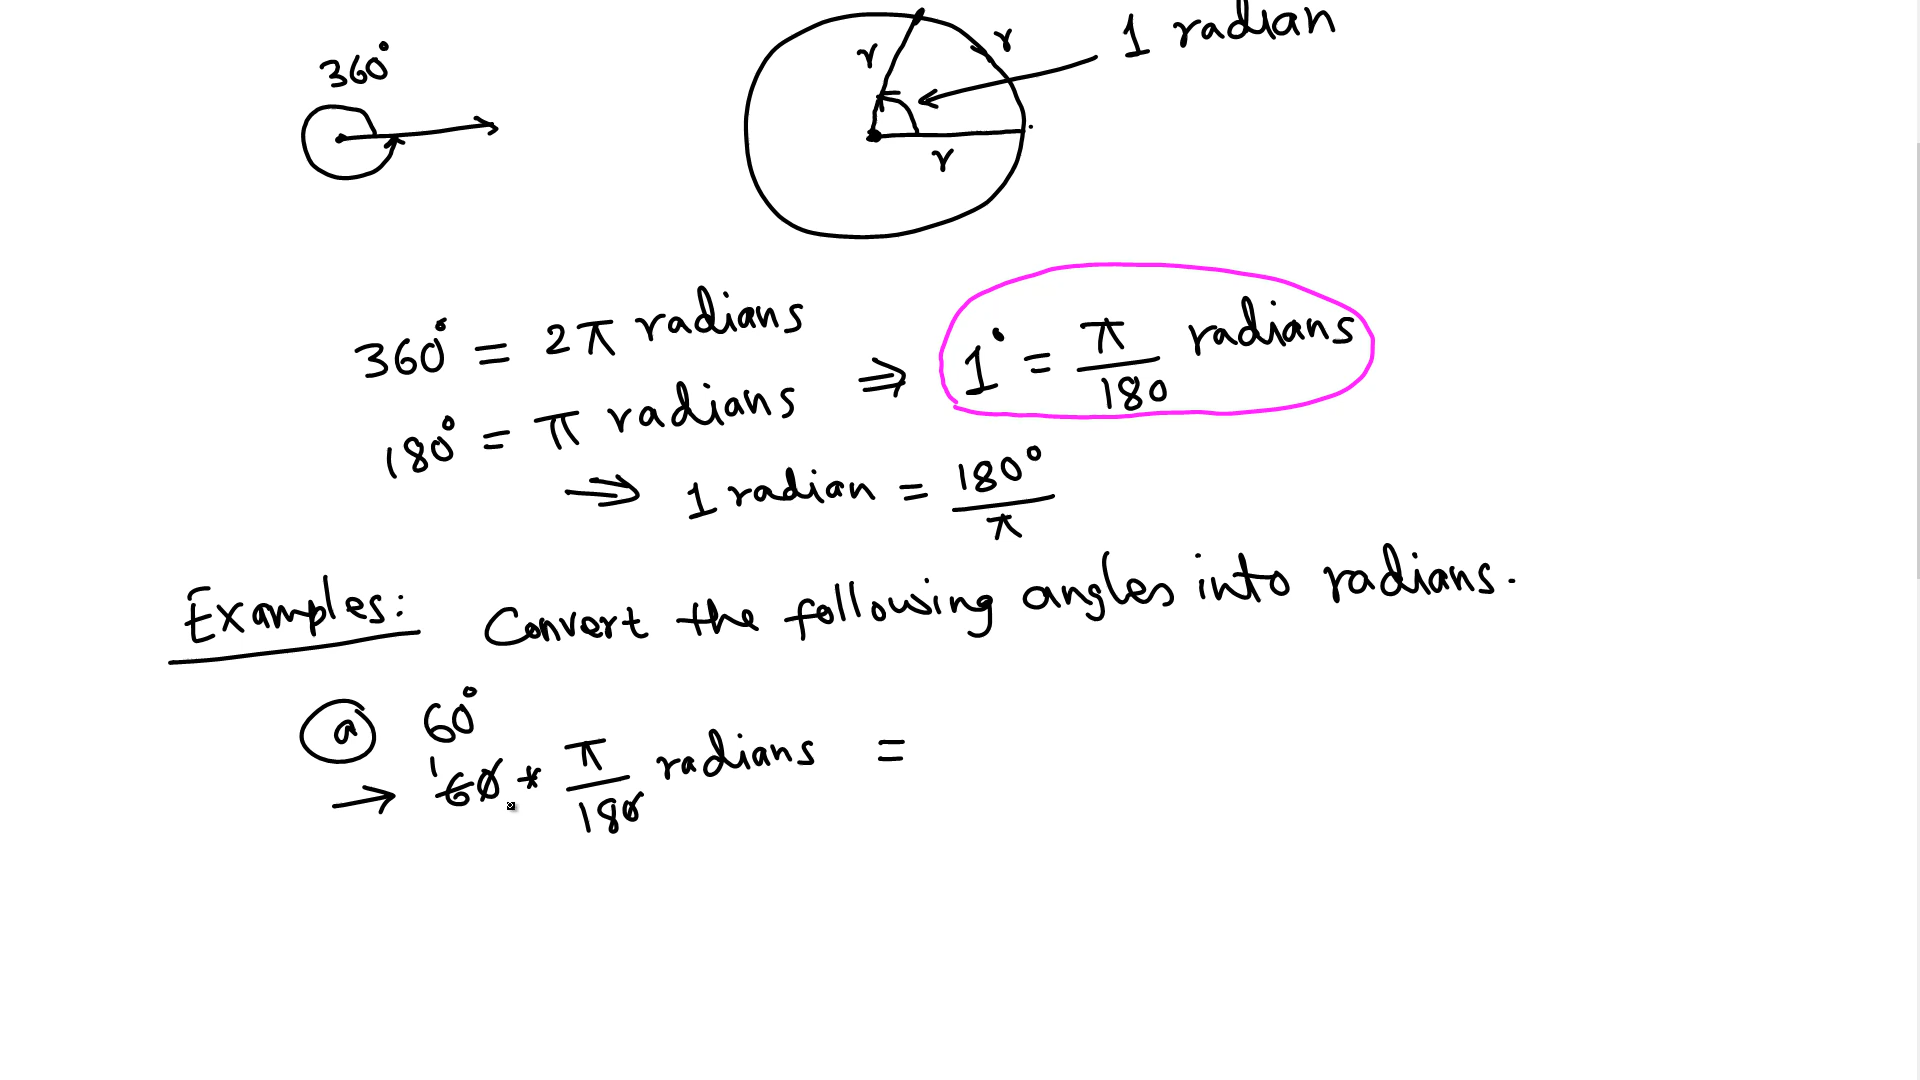 360°
r
r
r
1 radian
360° = 2π radians
180° = π radians
⇒ 1° = π/180 radians
⇒ 1 radian = 180°/π
Examples: Convert the following angles into radians.
ⓐ 60°
→ 1 60 * π/180 radians =